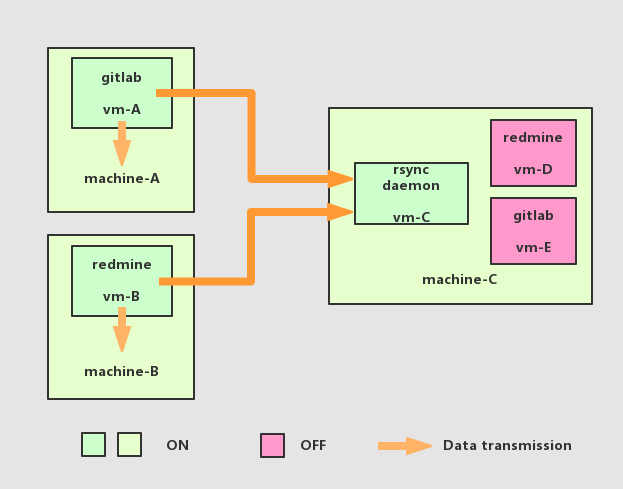 gitlab
vm-A
machine-A
redmine
vm-B
machine-B
rsync
daemon
vm-C
redmine
vm-D
gitlab
vm-E
machine-C
ON
OFF
Data transmission